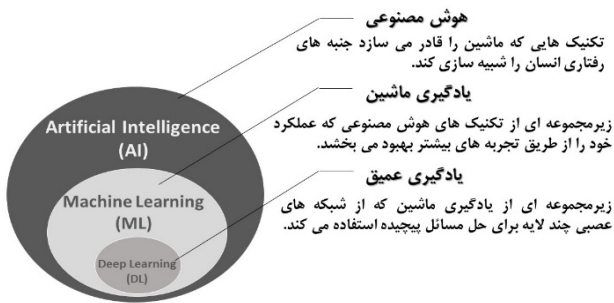 هوش مصنوعی
تکنیک هایی که ماشین را قادر می سازد جنبه های
رفتاری انسان را شبیه سازی کند.
یادگیری ماشین
زیرمجموعه ای از تکنیک های هوش مصنوعی که عملکرد
خود را از طریق تجربه های بیشتر بهبود می بخشد.
یادگیری عمیق
زیرمجموعه ای از یادگیری ماشین که از شبکه های
عصبی چند لایه برای حل مسائل پیچیده استفاده می کند.
Artificial Intelligence
(AI)
Machine Learning
(ML)
Deep Learning
(DL)